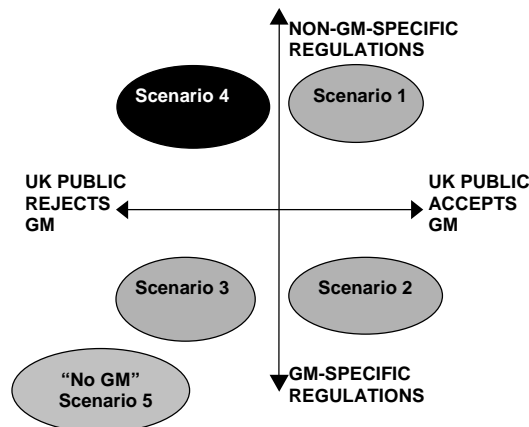 NON-GM-SPECIFIC
REGULATIONS
Scenario 4
Scenario 1
UK PUBLIC
REJECTS
GM
UK PUBLIC
ACCEPTS
GM
Scenario 3
Scenario 2
“No GM”
Scenario 5
GM-SPECIFIC
REGULATIONS